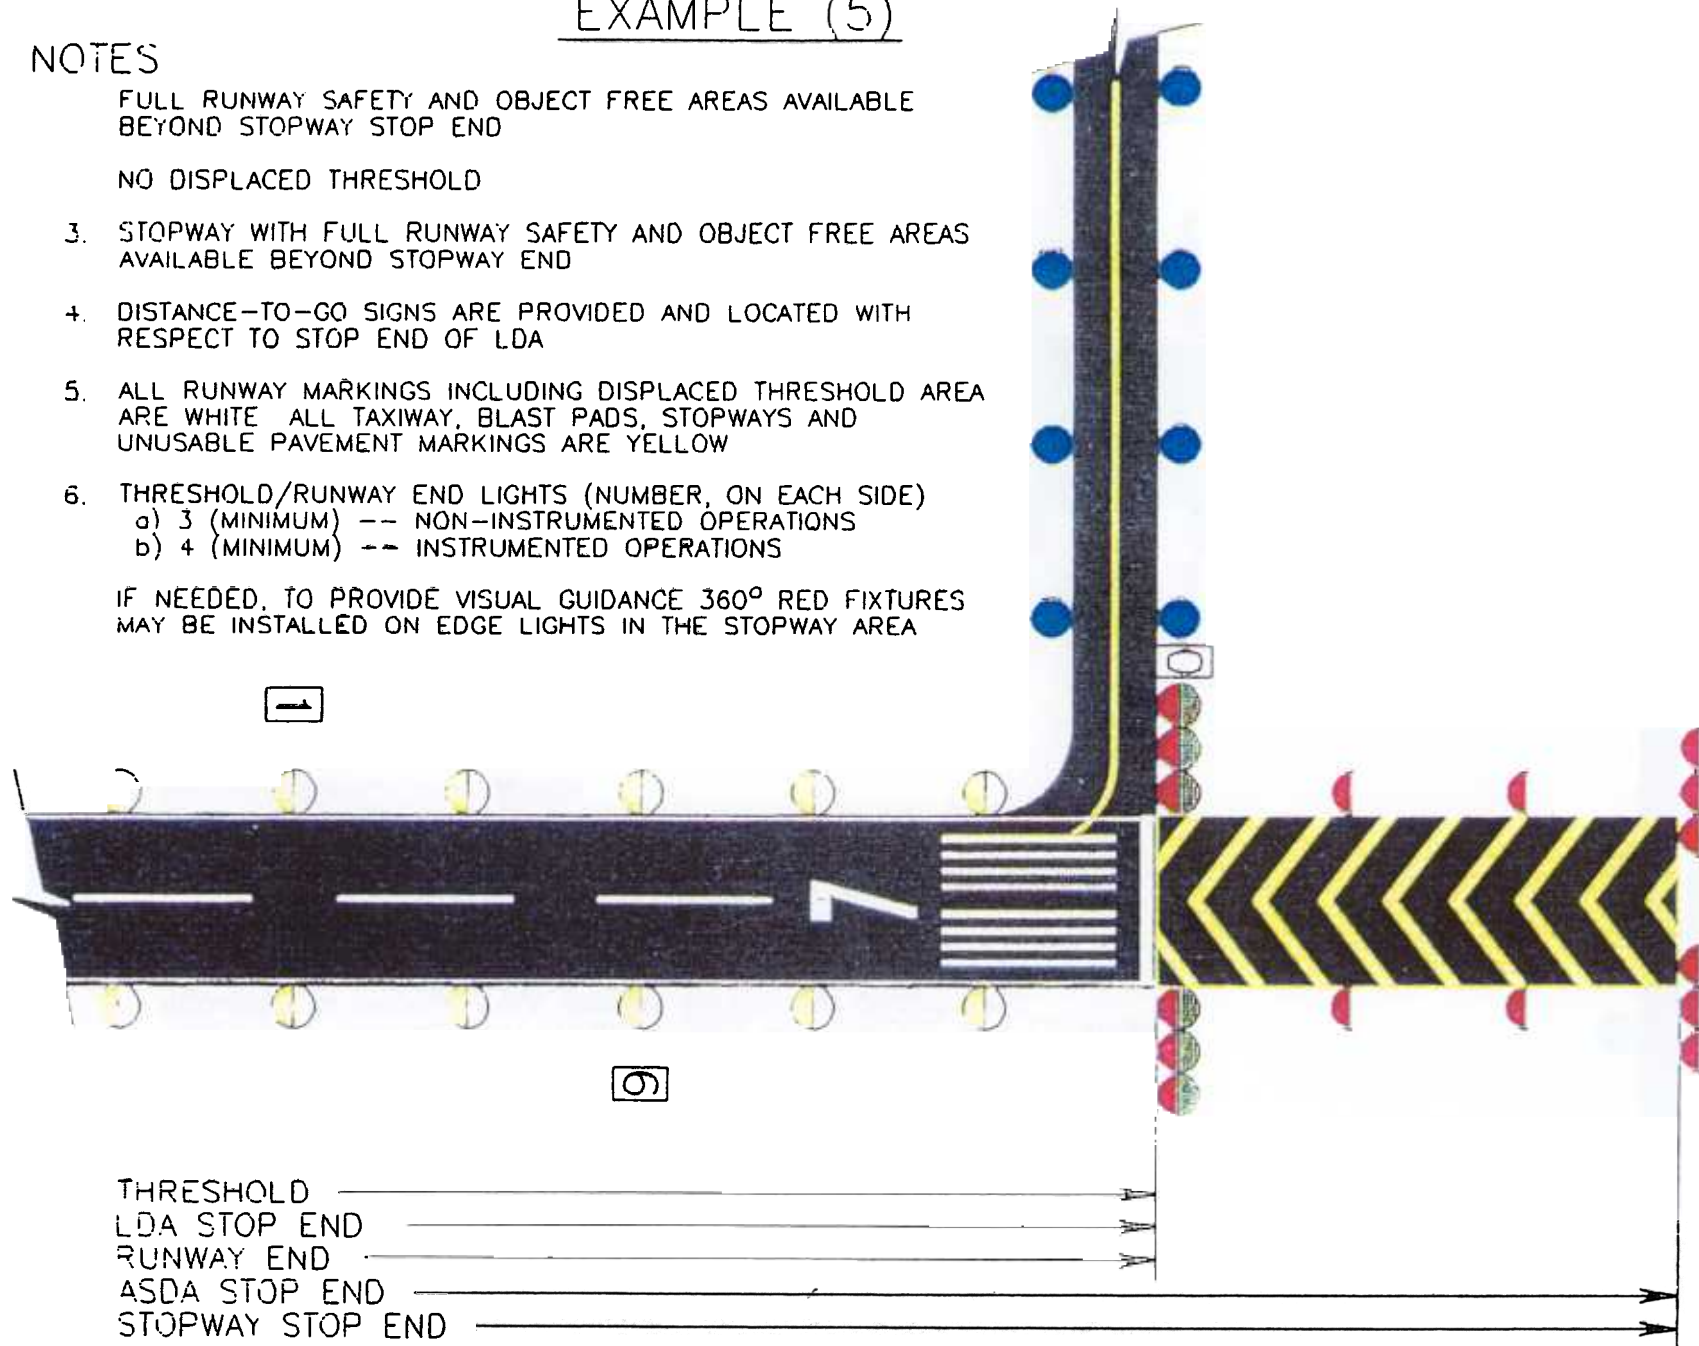 EXAMPLE (5)
NOTES
FULL RUNWAY SAFETY AND OBJECT FREE AREAS AVAILABLE
BEYOND STOPWAY STOP END
NO DISPLACED THRESHOLD
3. STOPWAY WITH FULL RUNWAY SAFETY AND OBJECT FREE AREAS
AVAILABLE BEYOND STOPWAY END
4. DISTANCE-TO-GO SIGNS ARE PROVIDED AND LOCATED WITH
RESPECT TO STOP END OF LDA
5. ALL RUNWAY MARKINGS INCLUDING DISPLACED THRESHOLD AREA
ARE WHITE ALL TAXIWAY, BLAST PADS, STOPWAYS AND
UNUSABLE PAVEMENT MARKINGS ARE YELLOW
6. THRESHOLD/RUNWAY END LIGHTS (NUMBER, ON EACH SIDE)
a) 3 (MINIMUM) -- NON-INSTRUMENTED OPERATIONS
b) 4 (MINIMUM) -- INSTRUMENTED OPERATIONS
IF NEEDED, TO PROVIDE VISUAL GUIDANCE 360° RED FIXTURES
MAY BE INSTALLED ON EDGE LIGHTS IN THE STOPWAY AREA
1
7
THRESHOLD
LDA STOP END
RUNWAY END
ASDA STOP END
STOPWAY STOP END